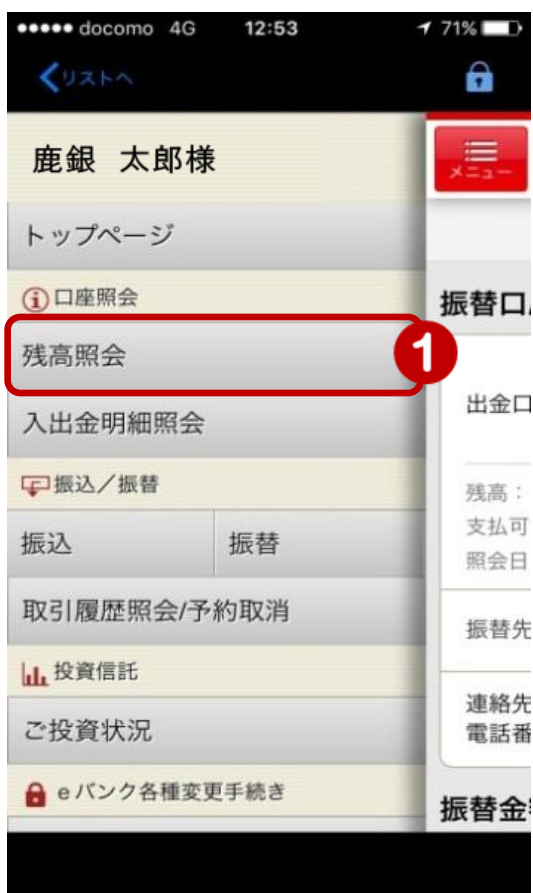 docomo 4G 12:53 71%
リストへ
鹿銀 太郎様
メニュー
トップページ
口座照会
残高照会
1
入出金明細照会
振込／振替
振込 振替
取引履歴照会/予約取消
投資信託
ご投資状況
eバンク各種変更手続き
振替口
出金口
残高：
支払可
照会日
振替先
連絡先
電話番
振替金